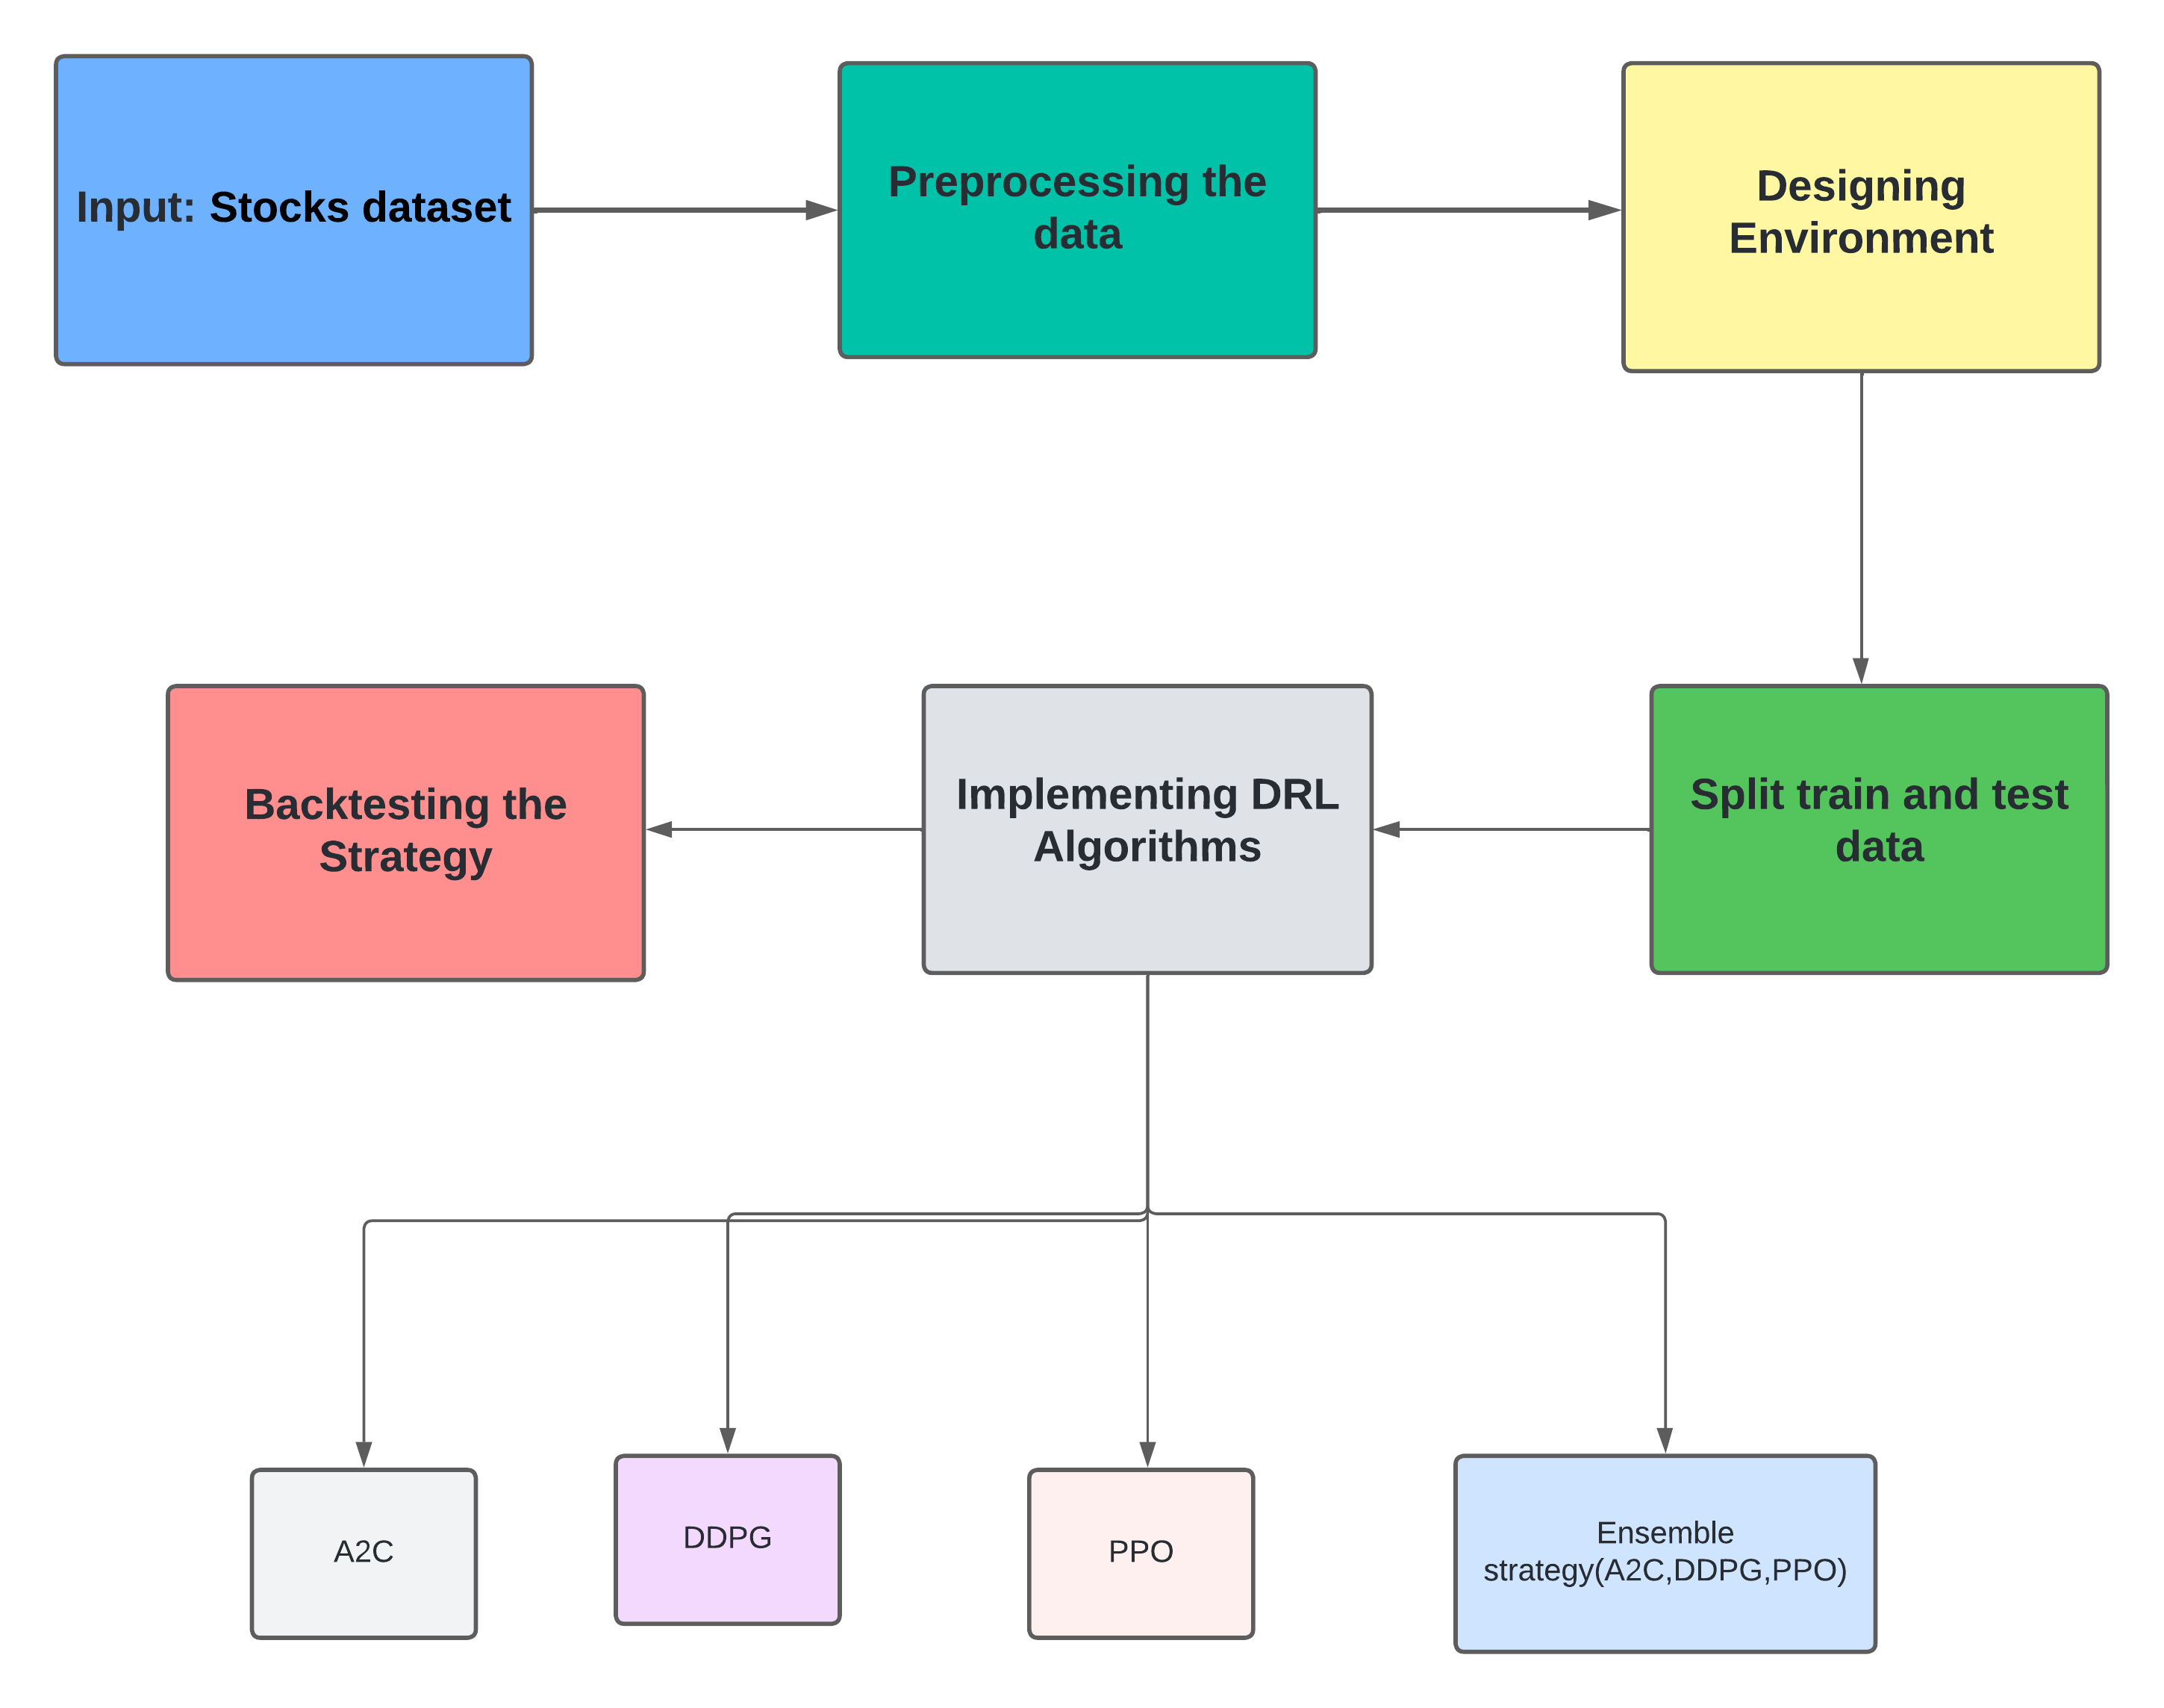 Input: Stocks dataset
Preprocessing the
data
Designing
Environment
Backtesting the
Strategy
Implementing DRL
Algorithms
Split train and test
data
A2C
DDPG
PPO
Ensemble
strategy(A2C,DDPG,PPO)